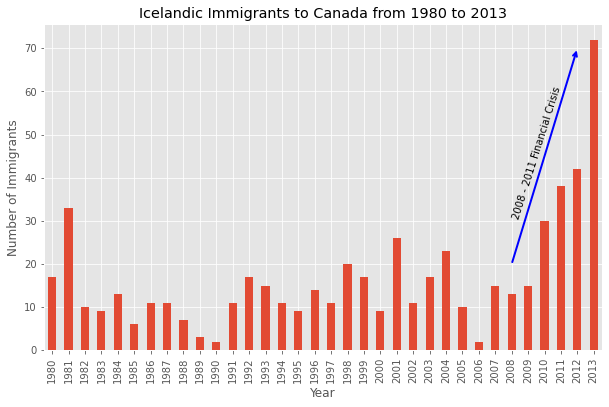 Icelandic Immigrants to Canada from 1980 to 2013
Number of Immigrants
70
60
50
40
30
20
10
0
2008 - 2011 Financial Crisis
1980 1981 1982 1983 1984 1985 1986 1987 1988 1989 1990 1991 1992 1993 1994 1995 1996 1997 1998 1999 2000 2001 2002 2003 2004 2005 2006 2007 2008 2009 2010 2011 2012 2013
Year